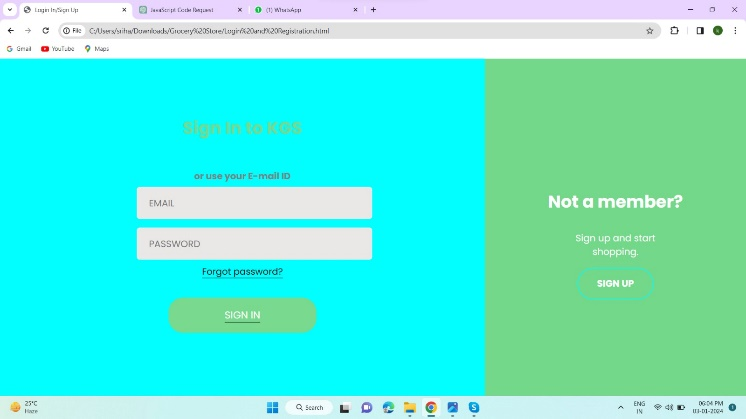 Login In/Sign Up
JavaScript Code Request
(1) WhatsApp
File
C:/Users/sriha/Downloads/Grocery%20Store/Login%20and%20Registration.html
Gmail
YouTube
Maps
Sign in to KGS
or use your E-mail ID
EMAIL
PASSWORD
Forgot password?
SIGN IN
Not a member?
Sign up and start
shopping.
SIGN UP
25°C
Haze
Search
ENG
IN
06:04 PM
03-01-2024